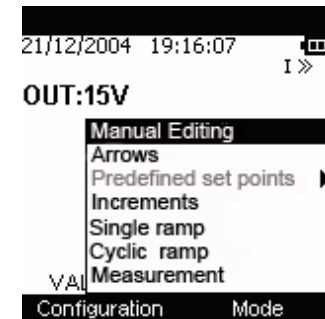 21/12/2004 19:16:07
I »
OUT:15V
Manual Editing
Arrows
Predefined set points
Increments
Single ramp
Cyclic ramp
Measurement
Configuration Mode